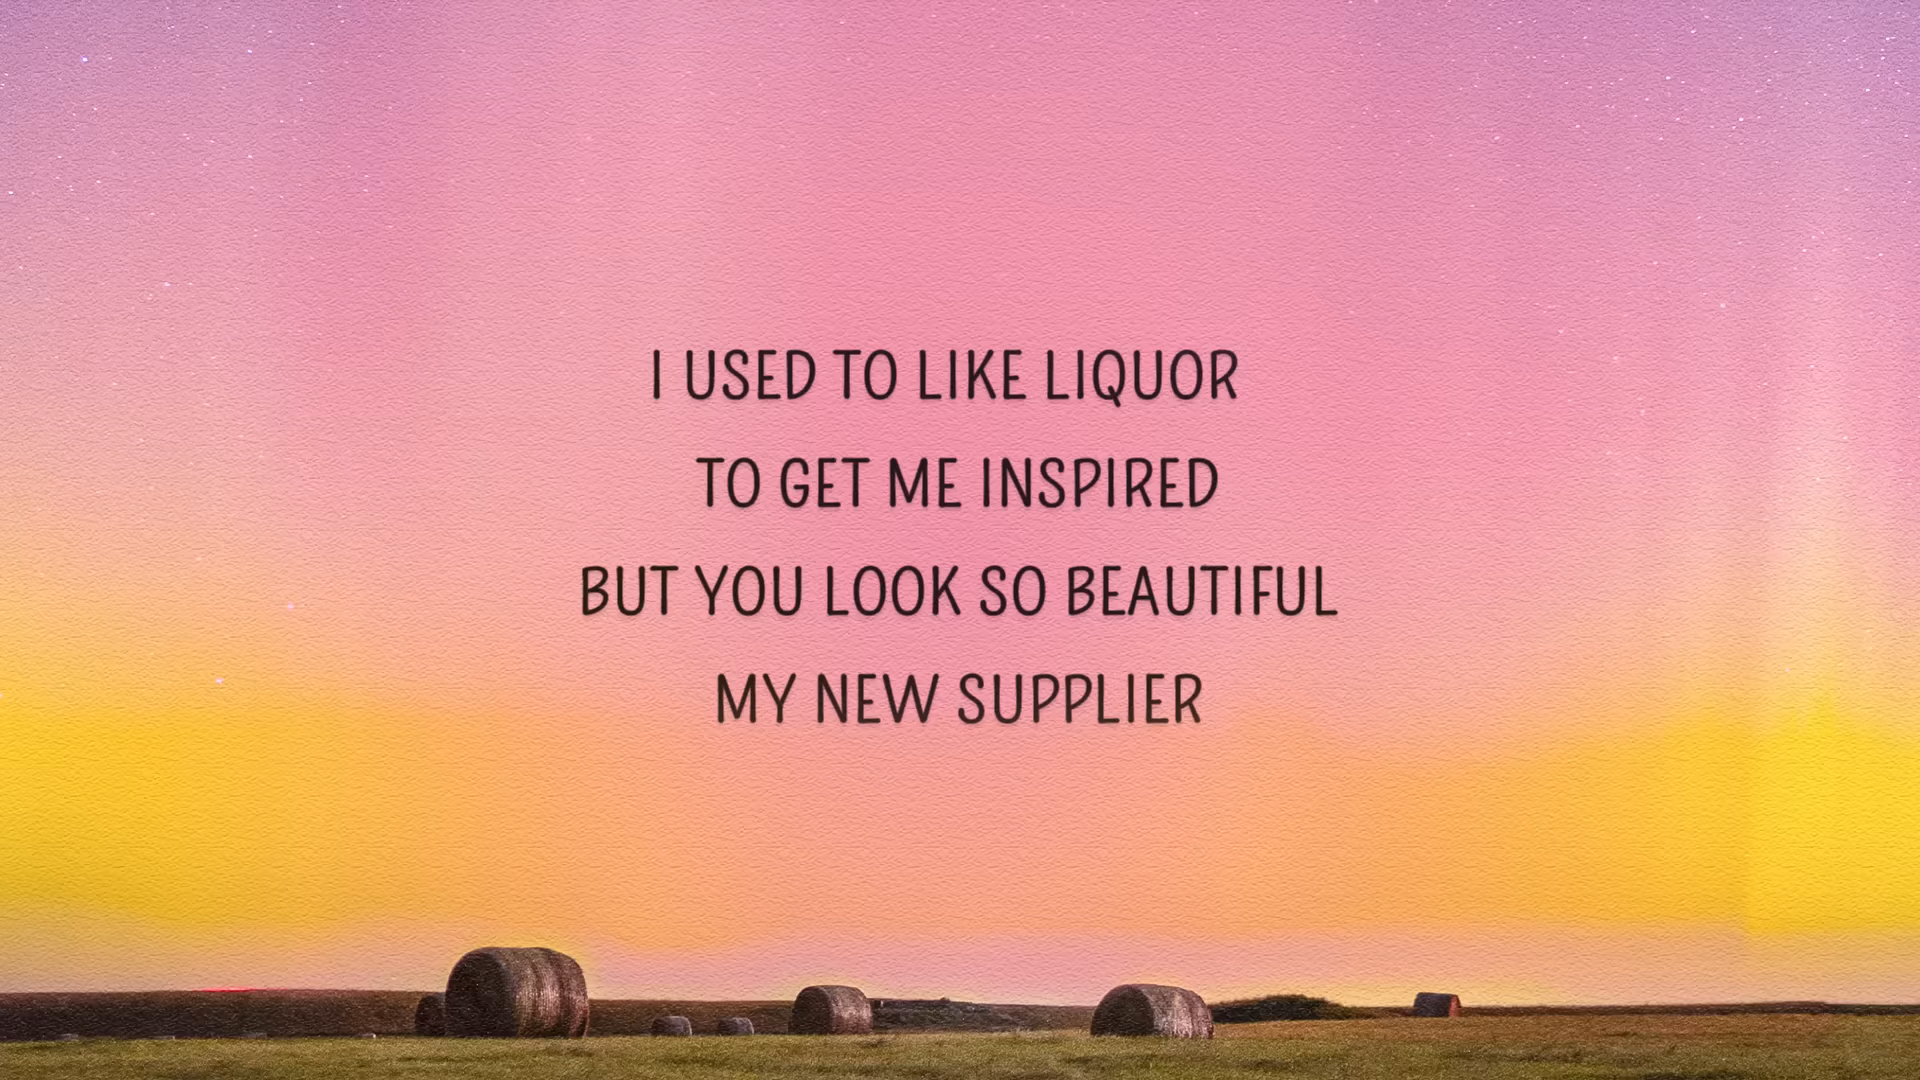 I USED TO LIKE LIQUOR
TO GET ME INSPIRED
BUT YOU LOOK SO BEAUTIFUL
MY NEW SUPPLIER